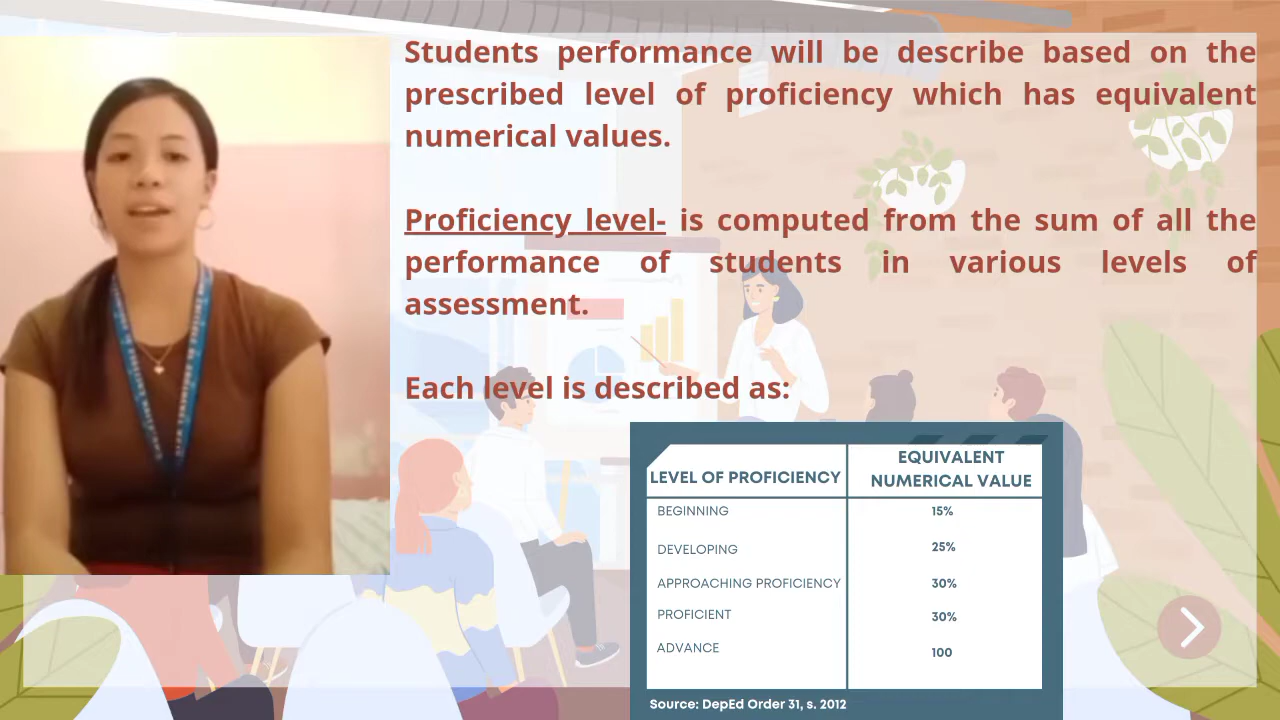 Students performance will be describe based on the
prescribed level of proficiency which has equivalent
numerical values.
Proficiency level- is computed from the sum of all the
performance of students in various levels of
assessment.
Each level is described as:
LEVEL OF PROFICIENCY EQUIVALENT NUMERICAL VALUE
BEGINNING 15%
DEVELOPING 25%
APPROACHING PROFICIENCY 30%
PROFICIENT 30%
ADVANCE 100
Source: DepEd Order 31, s. 2012